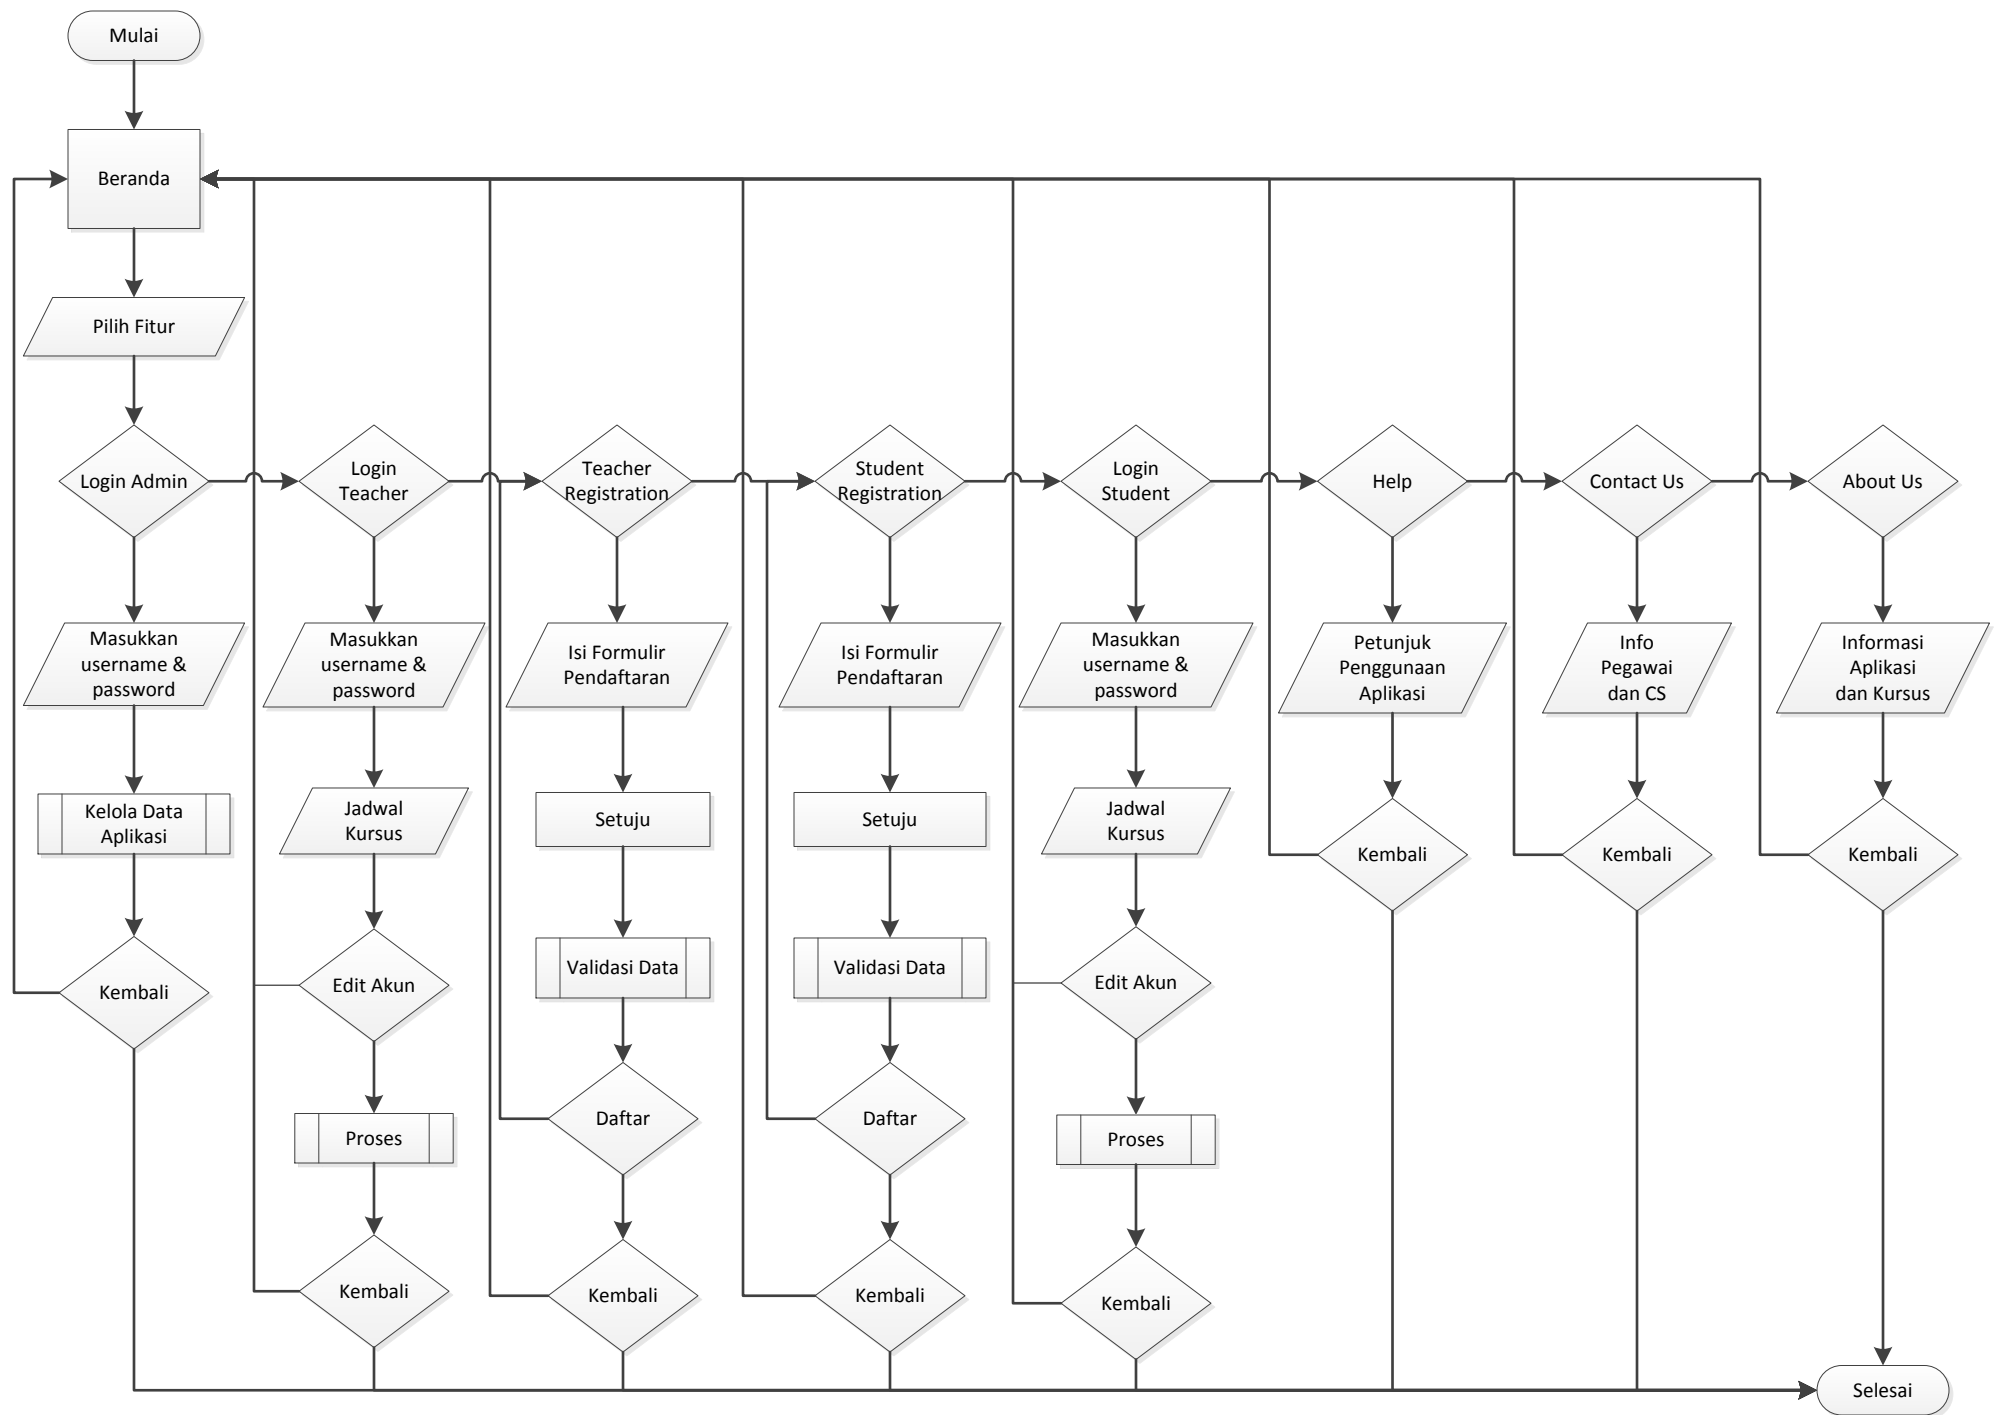 Mulai
Beranda
Pilih Fitur
Login Admin
Login
Teacher
Teacher
Registration
Student
Registration
Login
Student
Help
Contact Us
About Us
Masukkan
username &
password
Masukkan
username &
password
Isi Formulir
Pendaftaran
Isi Formulir
Pendaftaran
Masukkan
username &
password
Petunjuk
Penggunaan
Aplikasi
Info
Pegawai
dan CS
Informasi
Aplikasi
dan Kursus
Kelola Data
Aplikasi
Jadwal
Kursus
Setuju
Setuju
Jadwal
Kursus
Kembali
Kembali
Kembali
Kembali
Edit Akun
Validasi Data
Validasi Data
Edit Akun
Proses
Daftar
Daftar
Proses
Kembali
Kembali
Kembali
Kembali
Selesai